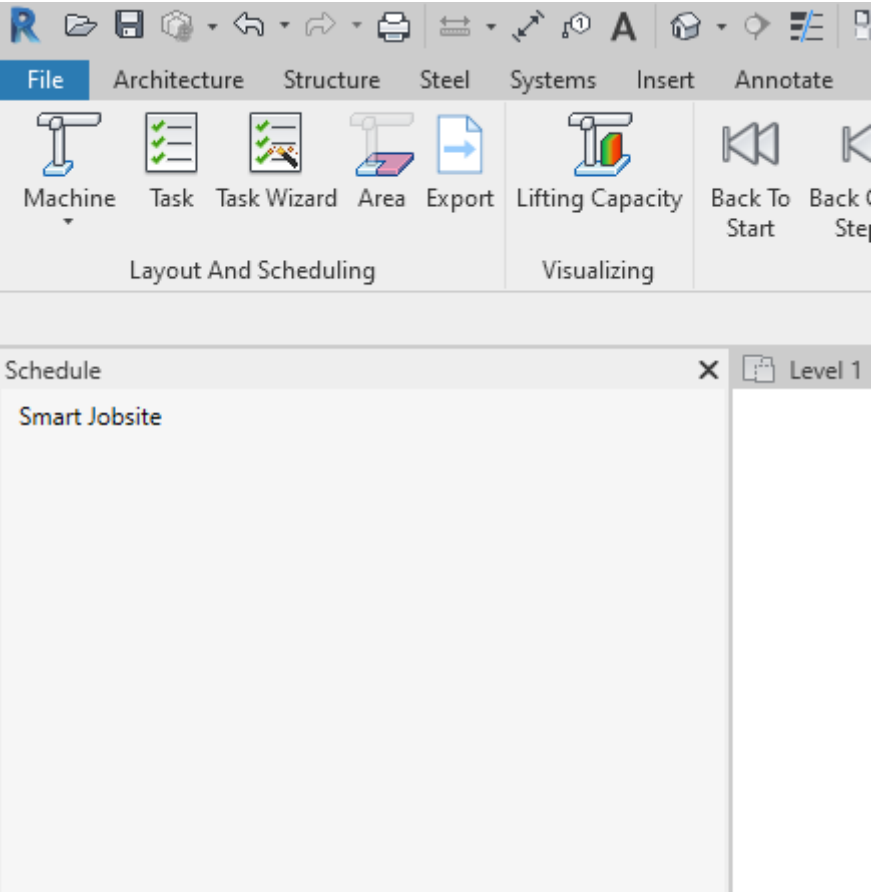 File Architecture Structure Steel Systems Insert Annotate
Machine Task Task Wizard Area Export Lifting Capacity Back To Start Back
Layout And Scheduling Visualizing
Schedule Level 1
Smart Jobsite